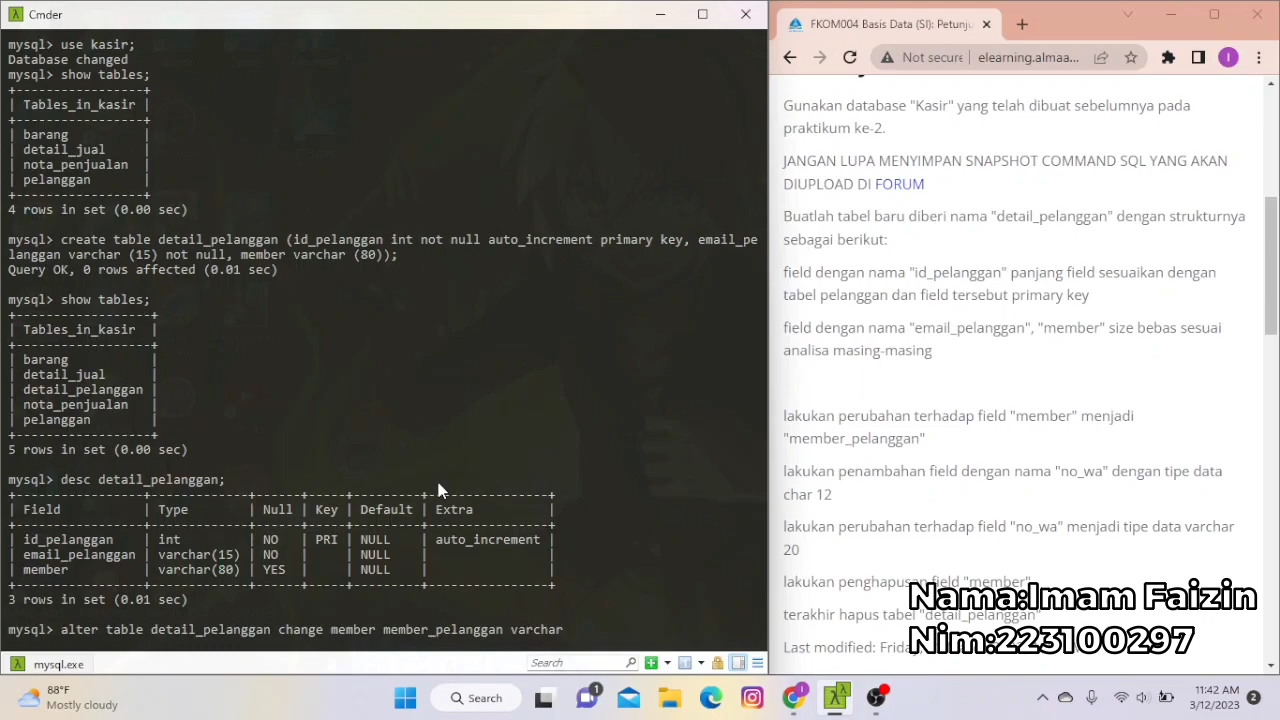 Cmder
mysql> use kasir;
Database changed
mysql> show tables;
+-----------------+
| Tables_in_kasir |
+-----------------+
| barang          |
| detail_jual     |
| nota_penjualan  |
| pelanggan       |
+-----------------+
4 rows in set (0.00 sec)
mysql> create table detail_pelanggan (id_pelanggan int not null auto_increment primary key, email_pe
langgan varchar (15) not null, member varchar (80));
Query OK, 0 rows affected (0.01 sec)
mysql> show tables;
+------------------+
| Tables_in_kasir  |
+------------------+
| barang           |
| detail_jual      |
| detail_pelanggan |
| nota_penjualan   |
| pelanggan        |
+------------------+
5 rows in set (0.00 sec)
mysql> desc detail_pelanggan;
+-----------------+-------------+------+-----+---------+----------------+
| Field           | Type        | Null | Key | Default | Extra          |
+-----------------+-------------+------+-----+---------+----------------+
| id_pelanggan    | int         | NO   | PRI | NULL    | auto_increment |
| email_pelanggan | varchar(15) | NO   |     | NULL    |                |
| member          | varchar(80) | YES  |     | NULL    |                |
+-----------------+-------------+------+-----+---------+----------------+
3 rows in set (0.01 sec)
mysql> alter table detail_pelanggan change member member_pelanggan varchar
mysql.exe
Search
FKOM004 Basis Data (SI): Petunju
Not secure
elearning.almaa...
I
Gunakan database "Kasir" yang telah dibuat sebelumnya pada
praktikum ke-2.
JANGAN LUPA MENYIMPAN SNAPSHOT COMMAND SQL YANG AKAN
DIUPLOAD DI FORUM
Buatlah tabel baru diberi nama "detail_pelanggan" dengan strukturnya
sebagai berikut:
field dengan nama "id_pelanggan" panjang field sesuaikan dengan
tabel pelanggan dan field tersebut primary key
field dengan nama "email_pelanggan", "member" size bebas sesuai
analisa masing-masing
lakukan perubahan terhadap field "member" menjadi
"member_pelanggan"
lakukan penambahan field dengan nama "no_wa" dengan tipe data
char 12
lakukan perubahan terhadap field "no_wa" menjadi tipe data varchar
20
lakukan penghapusan field "member"
terakhir hapus tabel "detail_pelanggan"
Last modified: Friday
Nama:Imam Faizin
Nim:223100297
88°F
Mostly cloudy
Search
1
11:42 AM
3/12/2023
2